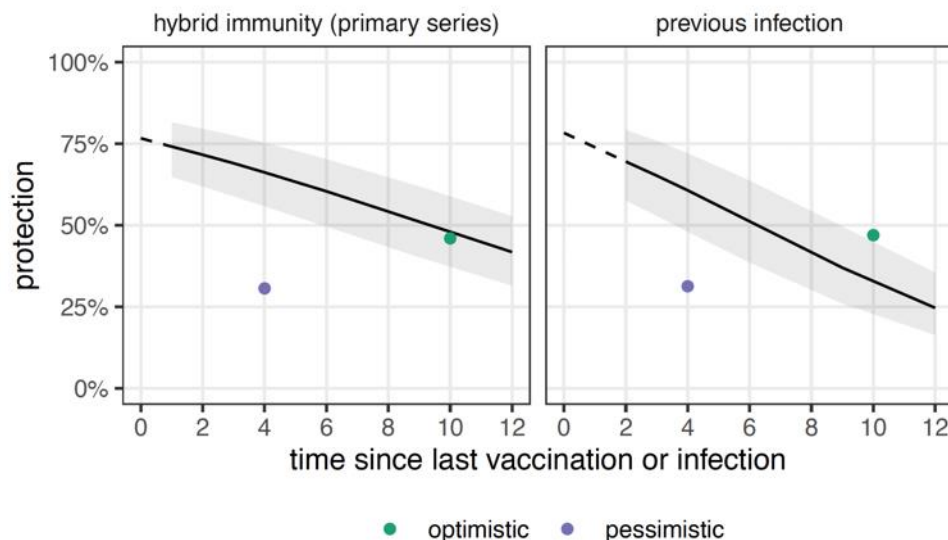 hybrid immunity (primary series)
previous infection
100%
75%
50%
25%
0%
protection
0 2 4 6 8 10 12
0 2 4 6 8 10 12
time since last vaccination or infection
optimistic pessimistic